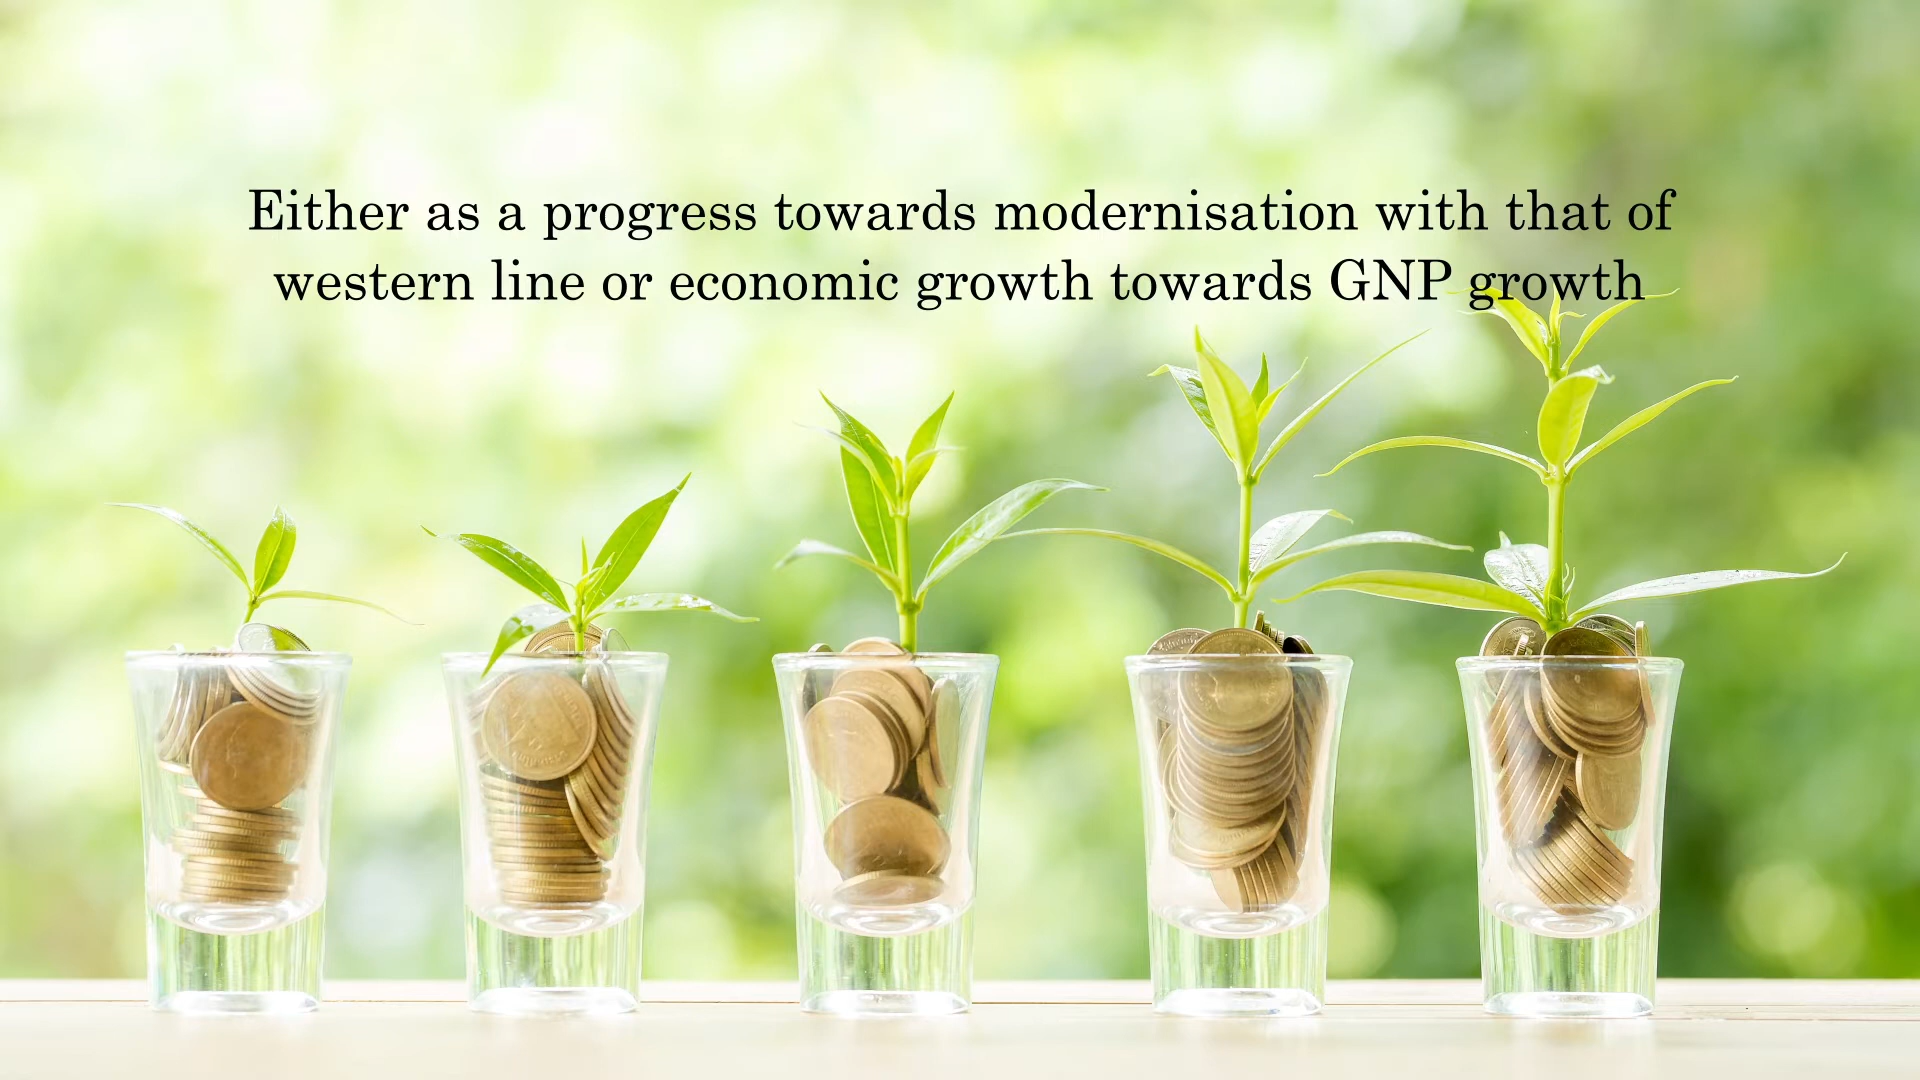 Either as a progress towards modernisation with that of
western line or economic growth towards GNP growth